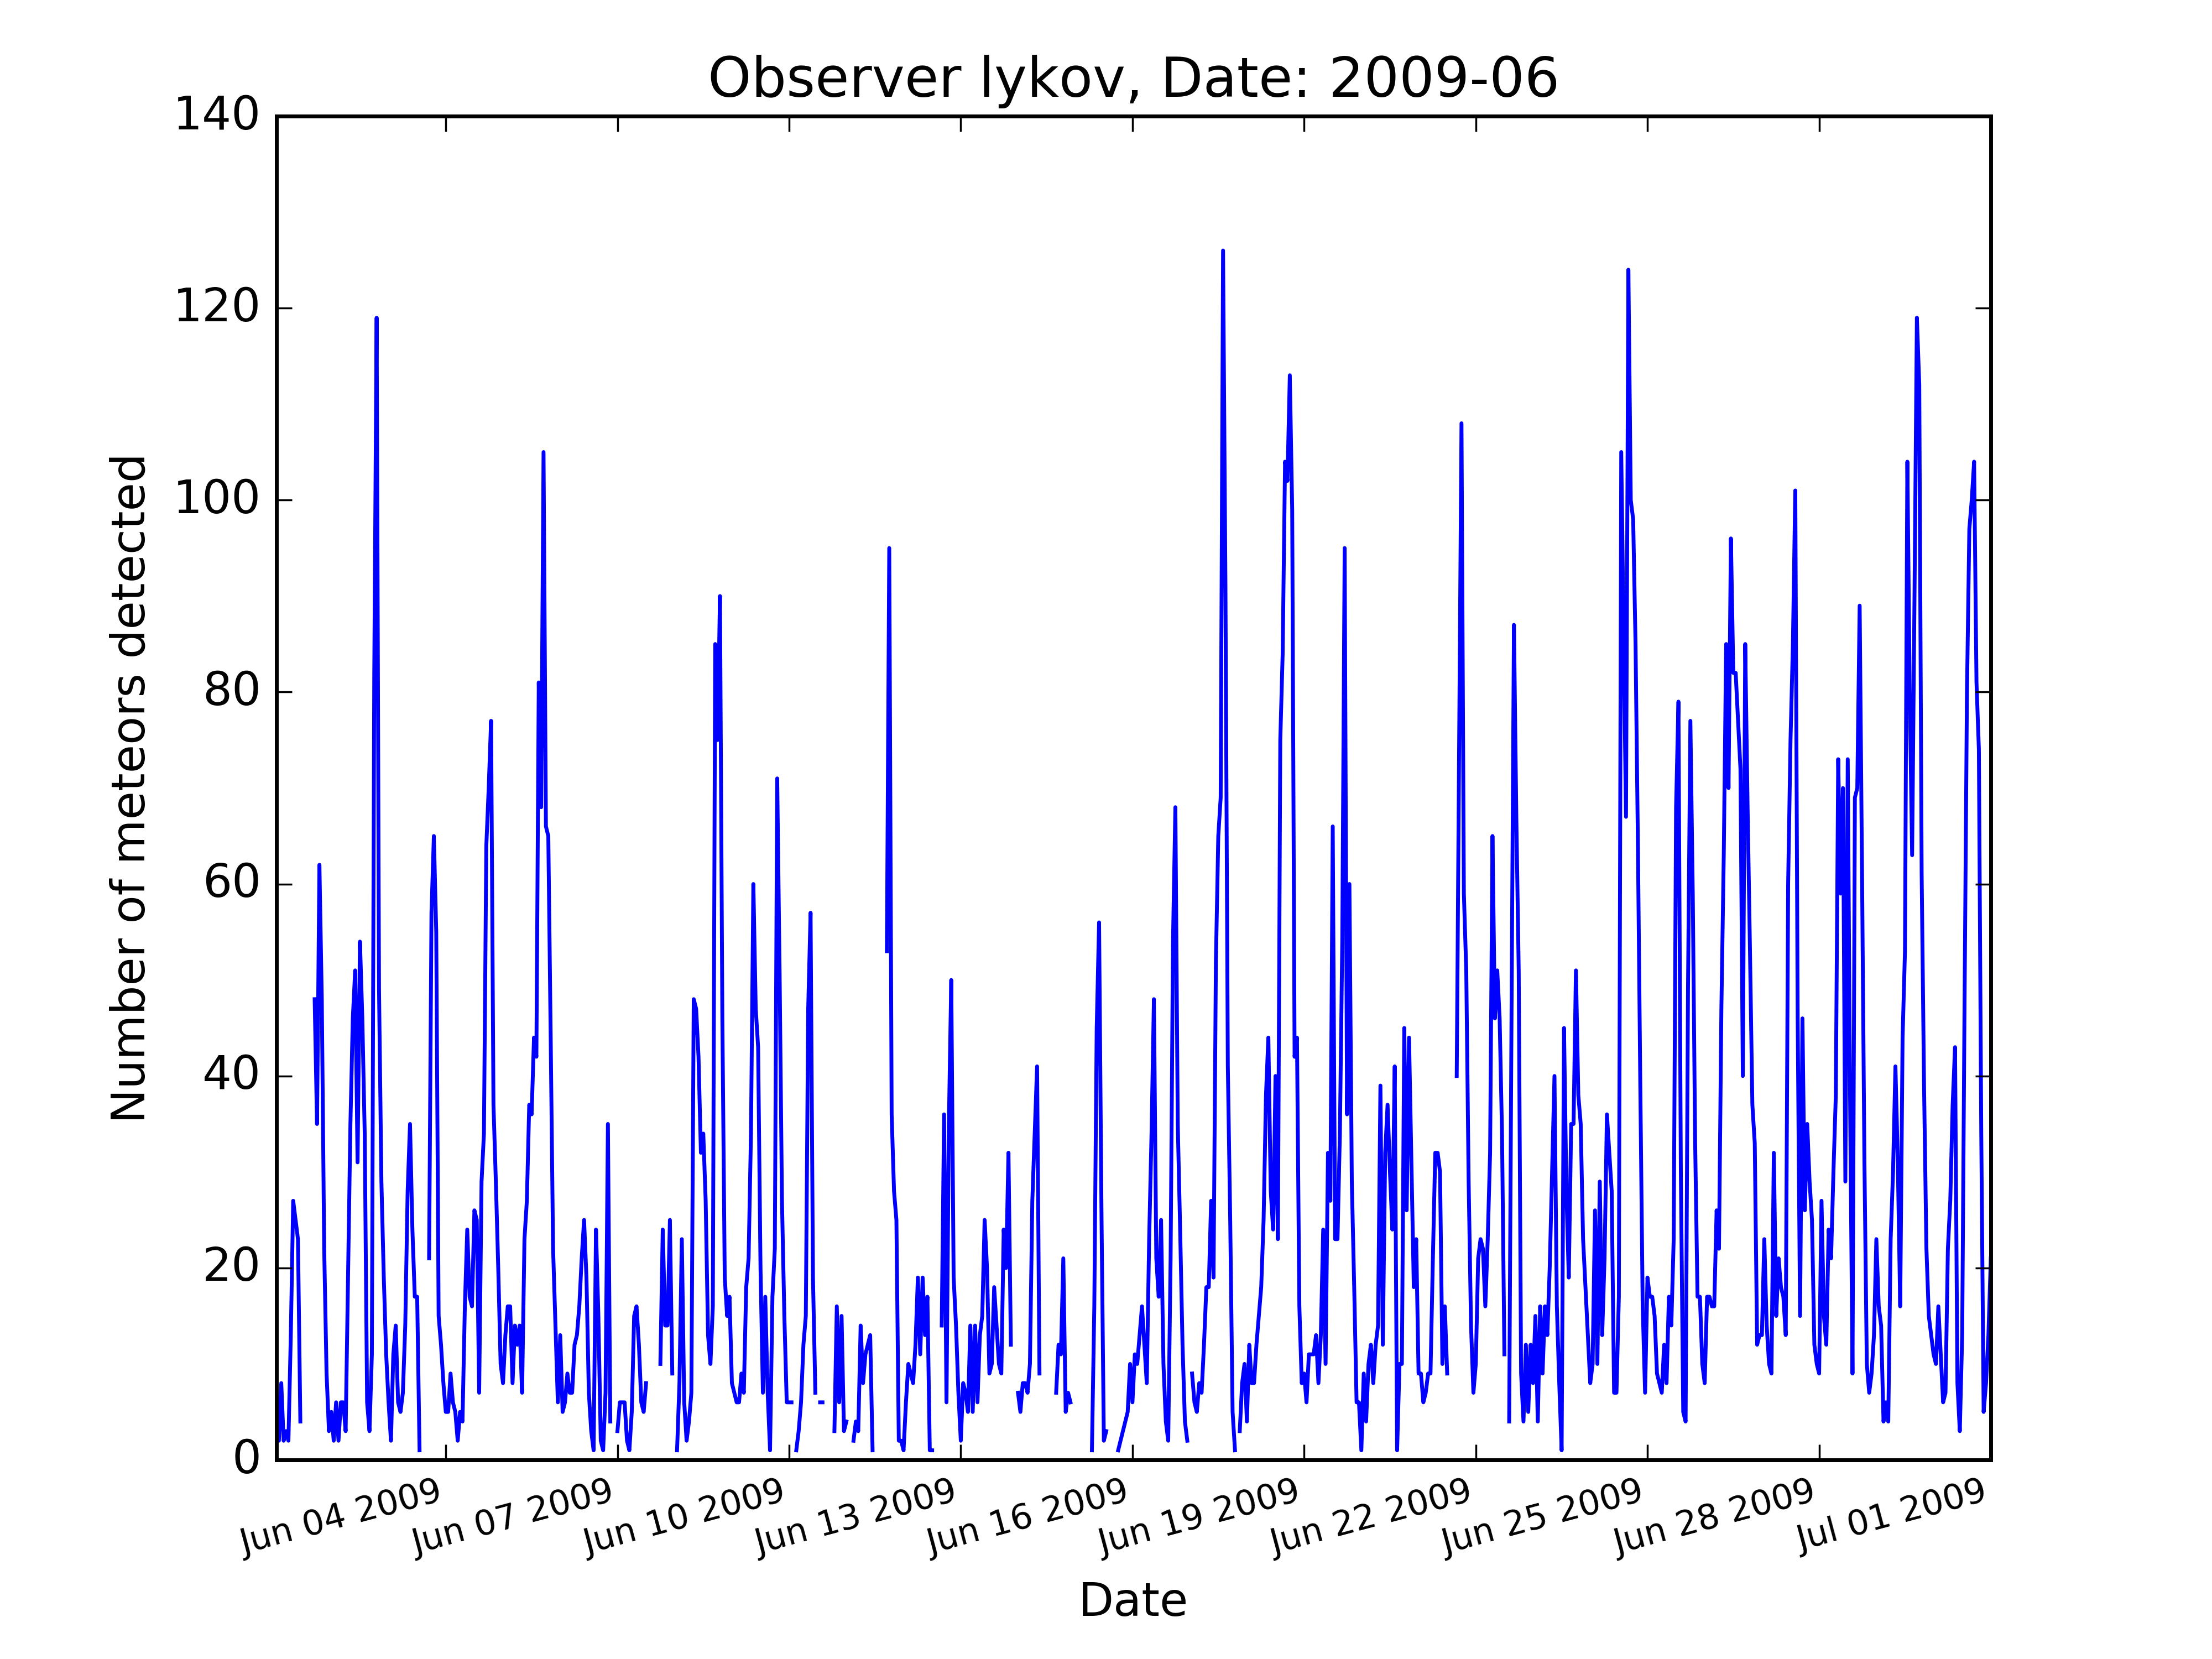 Observer lykov, Date: 2009-06
Number of meteors detected
140
120
100
80
60
40
20
0
Jun 04 2009
Jun 07 2009
Jun 10 2009
Jun 13 2009
Jun 16 2009
Jun 19 2009
Jun 22 2009
Jun 25 2009
Jun 28 2009
Jul 01 2009
Date